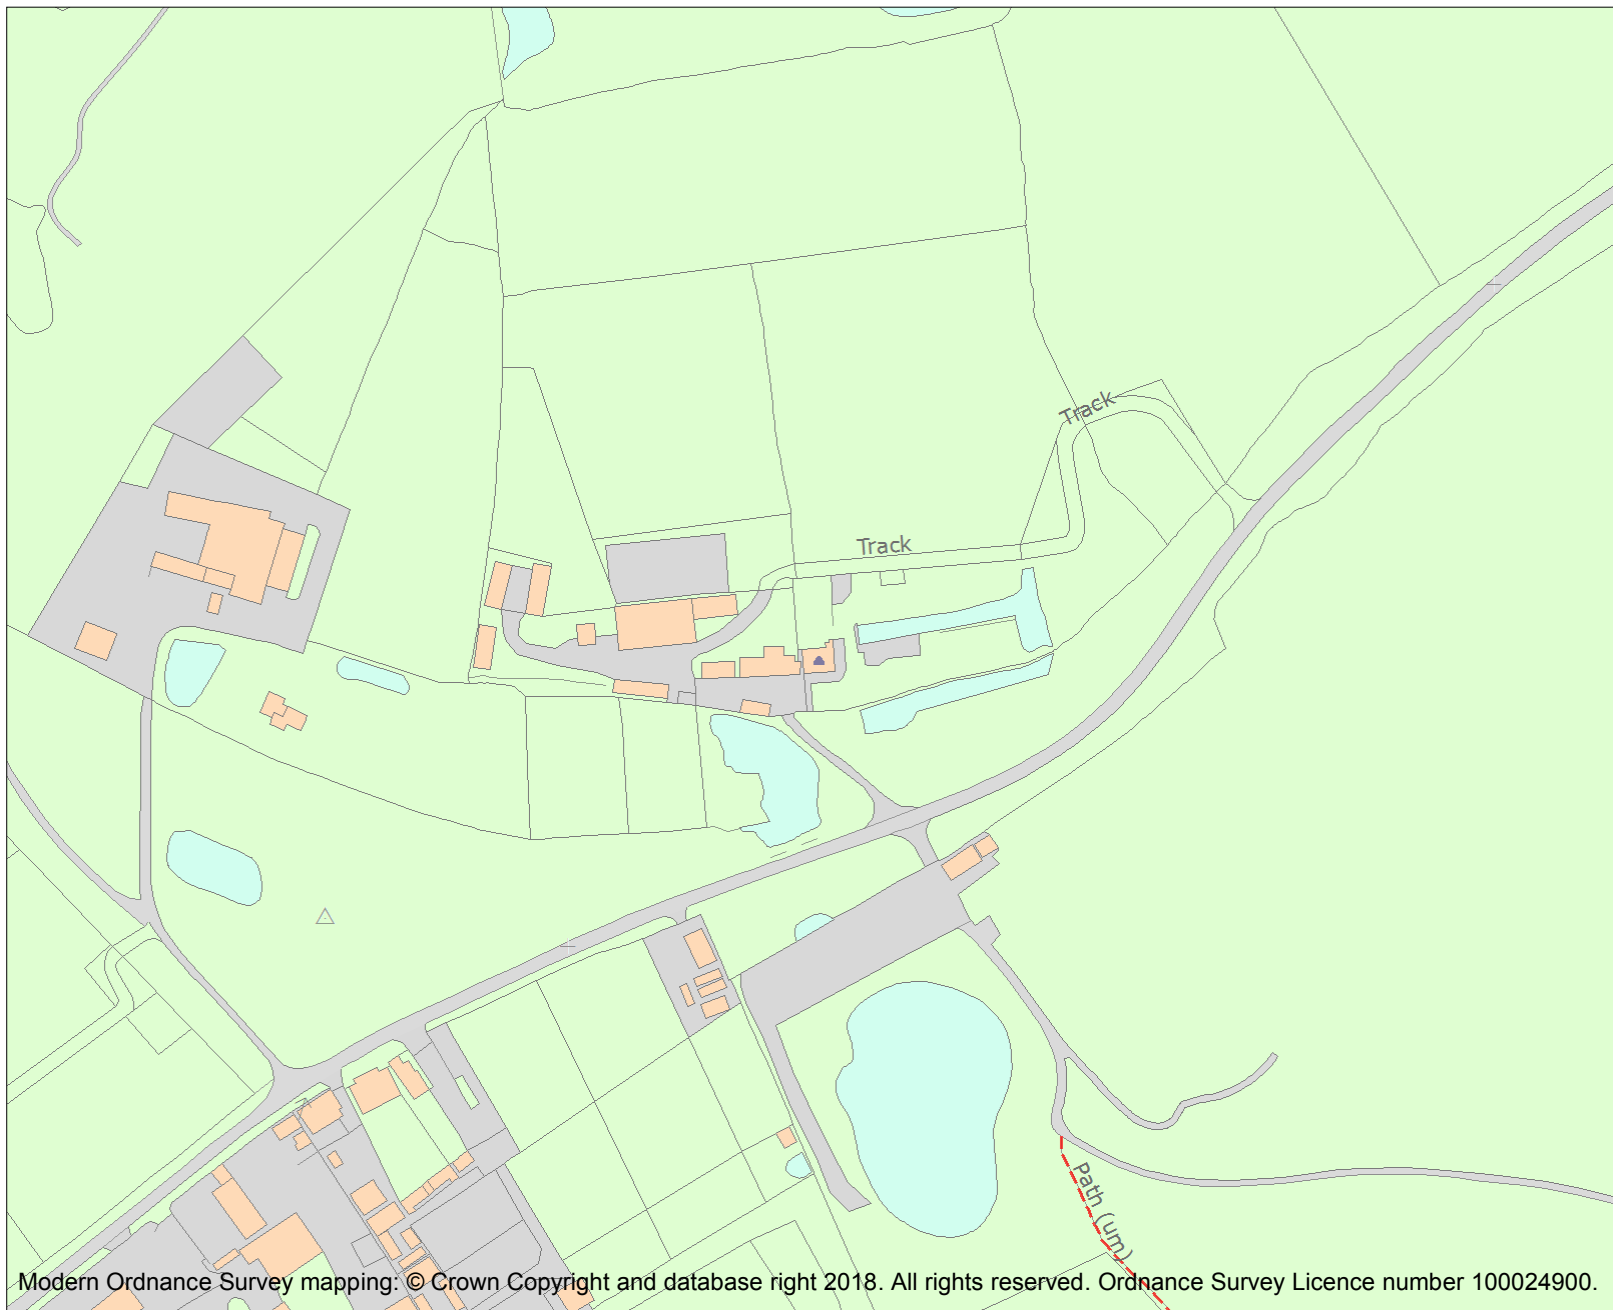 Track
Track
Path (um)
Modern Ordnance Survey mapping: © Crown Copyright and database right 2018. All rights reserved. Ordnance Survey Licence number 100024900.